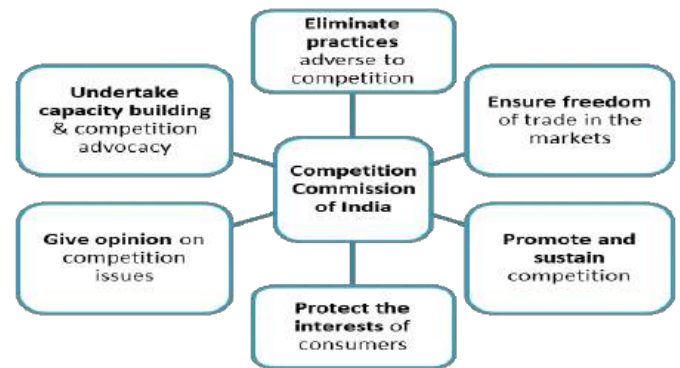 Eliminate
practices
adverse to
competition
Undertake
capacity building
& competition
advocacy
Ensure freedom
of trade in the
markets
Competition
Commission
of India
Give opinion on
competition
issues
Promote and
sustain
competition
Protect the
interests of
consumers